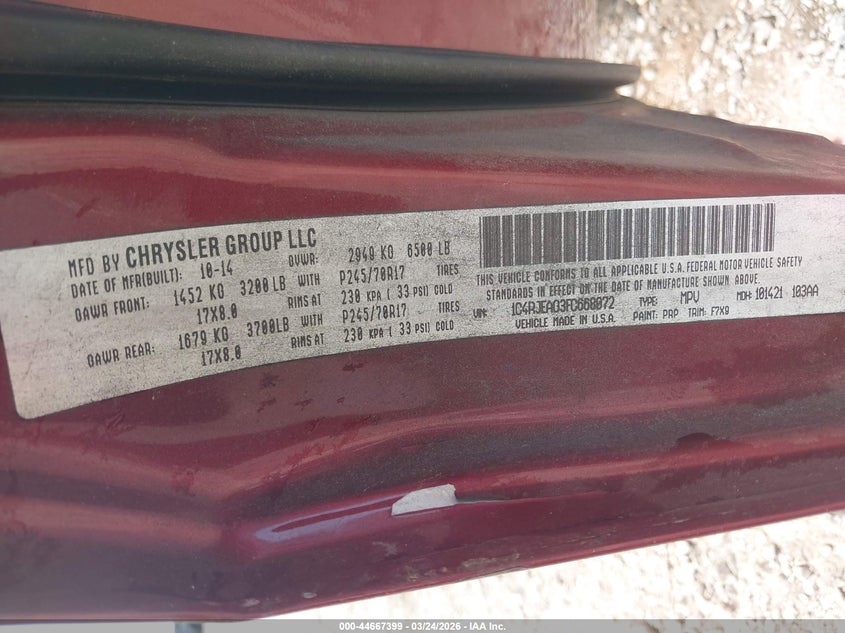 MFD BY CHRYSLER GROUP LLC
DATE OF MFR(BUILT): 10-14 GVWR: 2949 KG 6500 LB
GAWR FRONT: 1452 KG 3200 LB WITH P245/70R17 TIRES
17X8.0 RIMS AT 230 KPA ( 33 PSI) COLD
GAWR REAR: 1679 KG 3700LB WITH P245/70R17 TIRES
17X8.0 RIMS AT 230 KPA ( 33 PSI) COLD
THIS VEHICLE CONFORMS TO ALL APPLICABLE U.S.A. FEDERAL MOTOR VEHICLE SAFETY
STANDARDS IN EFFECT ON THE DATE OF MANUFACTURE SHOWN ABOVE
VIN: TYPE: MPV MDH: 101421 103AA
VEHICLE MADE IN U.S.A. PAINT: PRP TRIM: F7X9
000-44667399 - 03/24/2026 - IAA Inc.